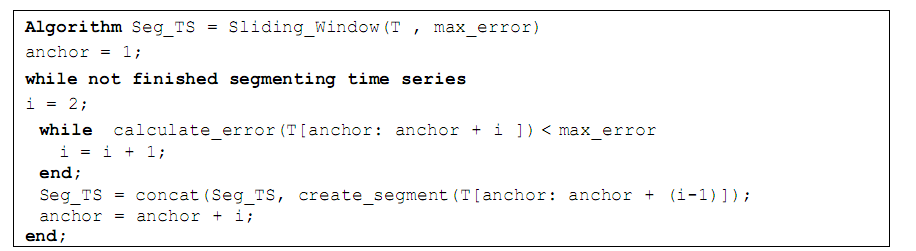 Algorithm Seg_TS = Sliding_Window(T , max_error)
anchor = 1;
while not finished segmenting time series
i = 2;
while calculate_error(T[anchor: anchor + i ]) < max_error
i = i + 1;
end;
Seg_TS = concat(Seg_TS, create_segment(T[anchor: anchor + (i-1)]);
anchor = anchor + i;
end;